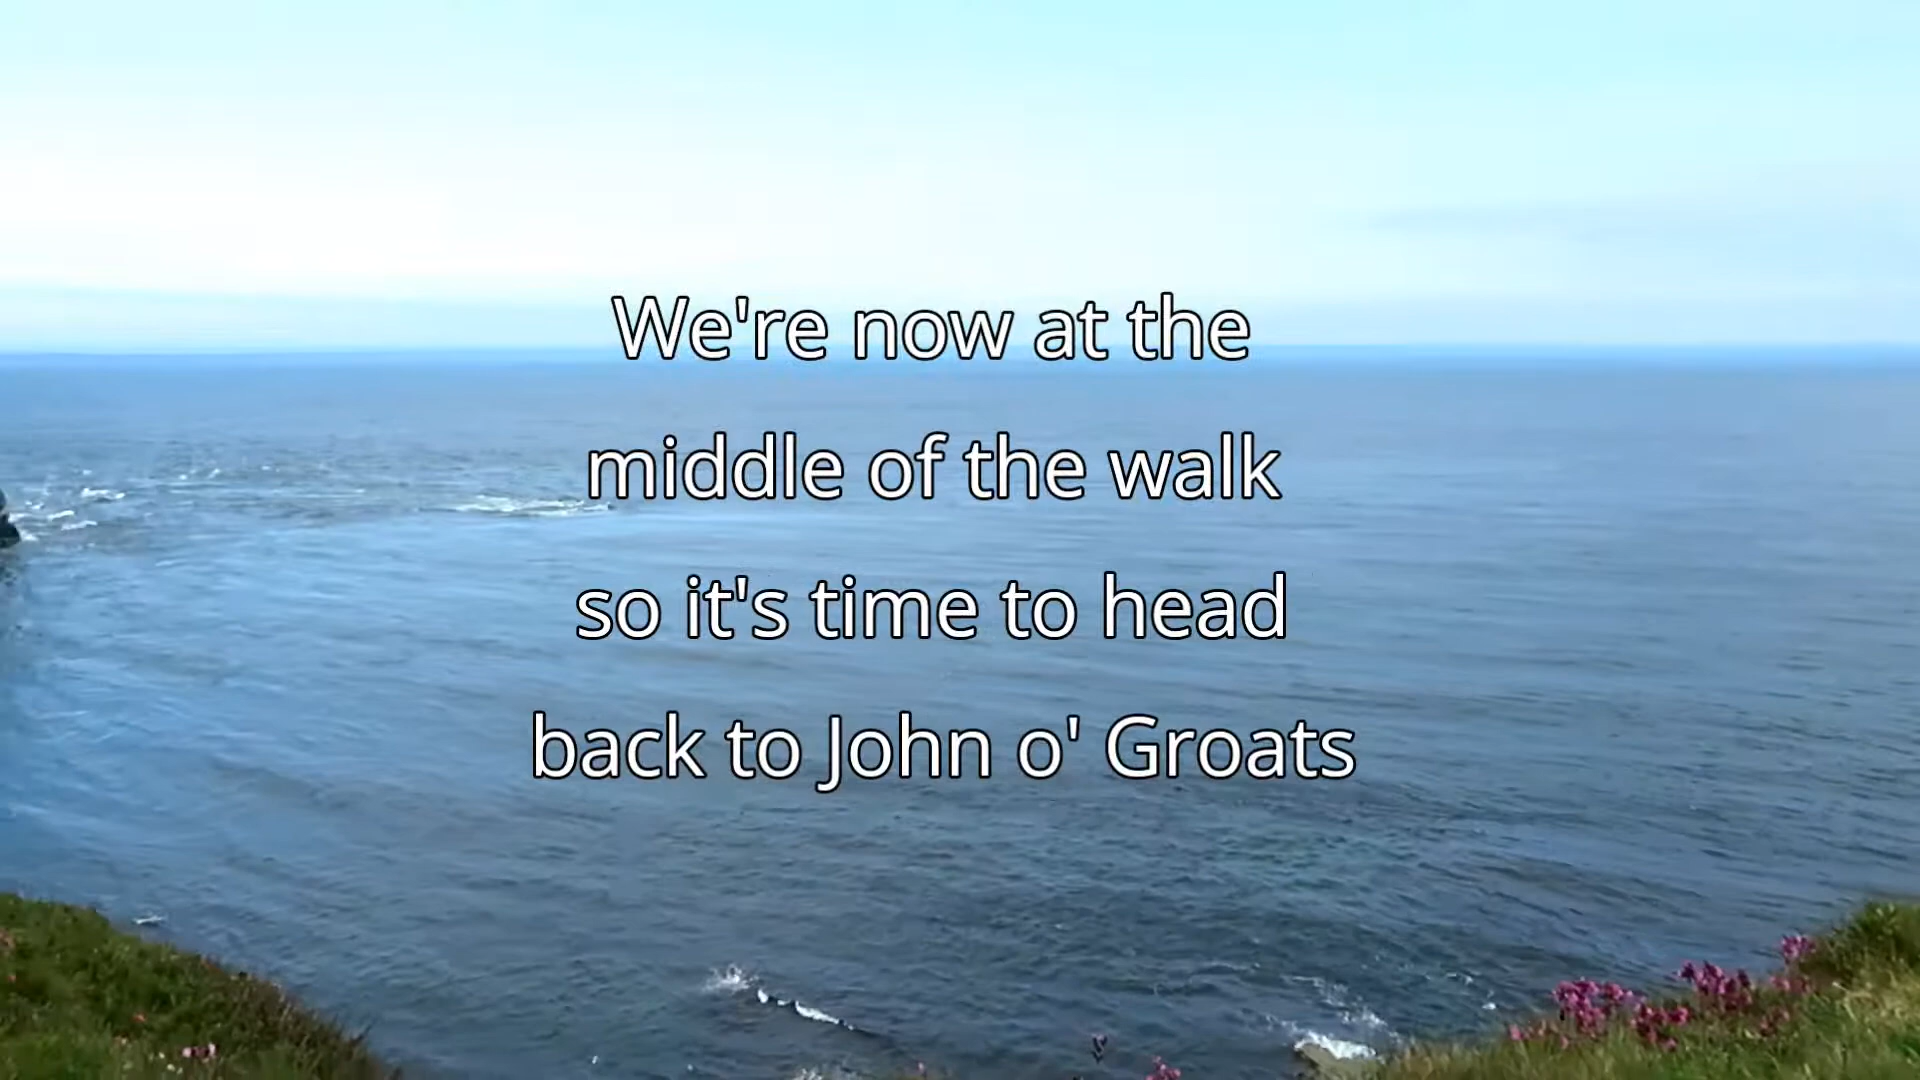 We're now at the
middle of the walk
so it's time to head
back to John o' Groats